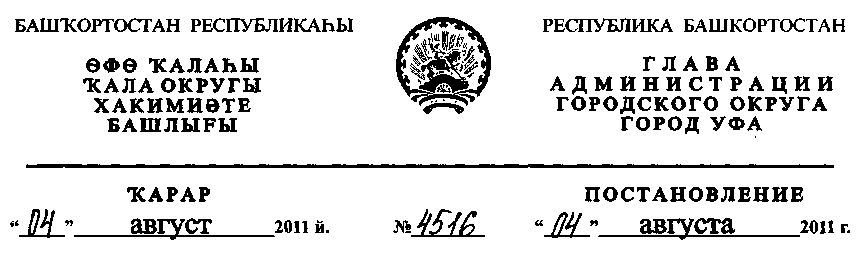 БАШҠОРТОСТАН РЕСПУБЛИКАҺЫ
ӨФӨ ҠАЛАҺЫ
ҠАЛА ОКРУГЫ
ХАКИМИӘТЕ
БАШЛЫҒЫ
РЕСПУБЛИКА БАШКОРТОСТАН
ГЛАВА
АДМИНИСТРАЦИИ
ГОРОДСКОГО ОКРУГА
ГОРОД УФА
ҠАРАР
"04" август 2011 й.
№4516
ПОСТАНОВЛЕНИЕ
"04" августа 2011 г.